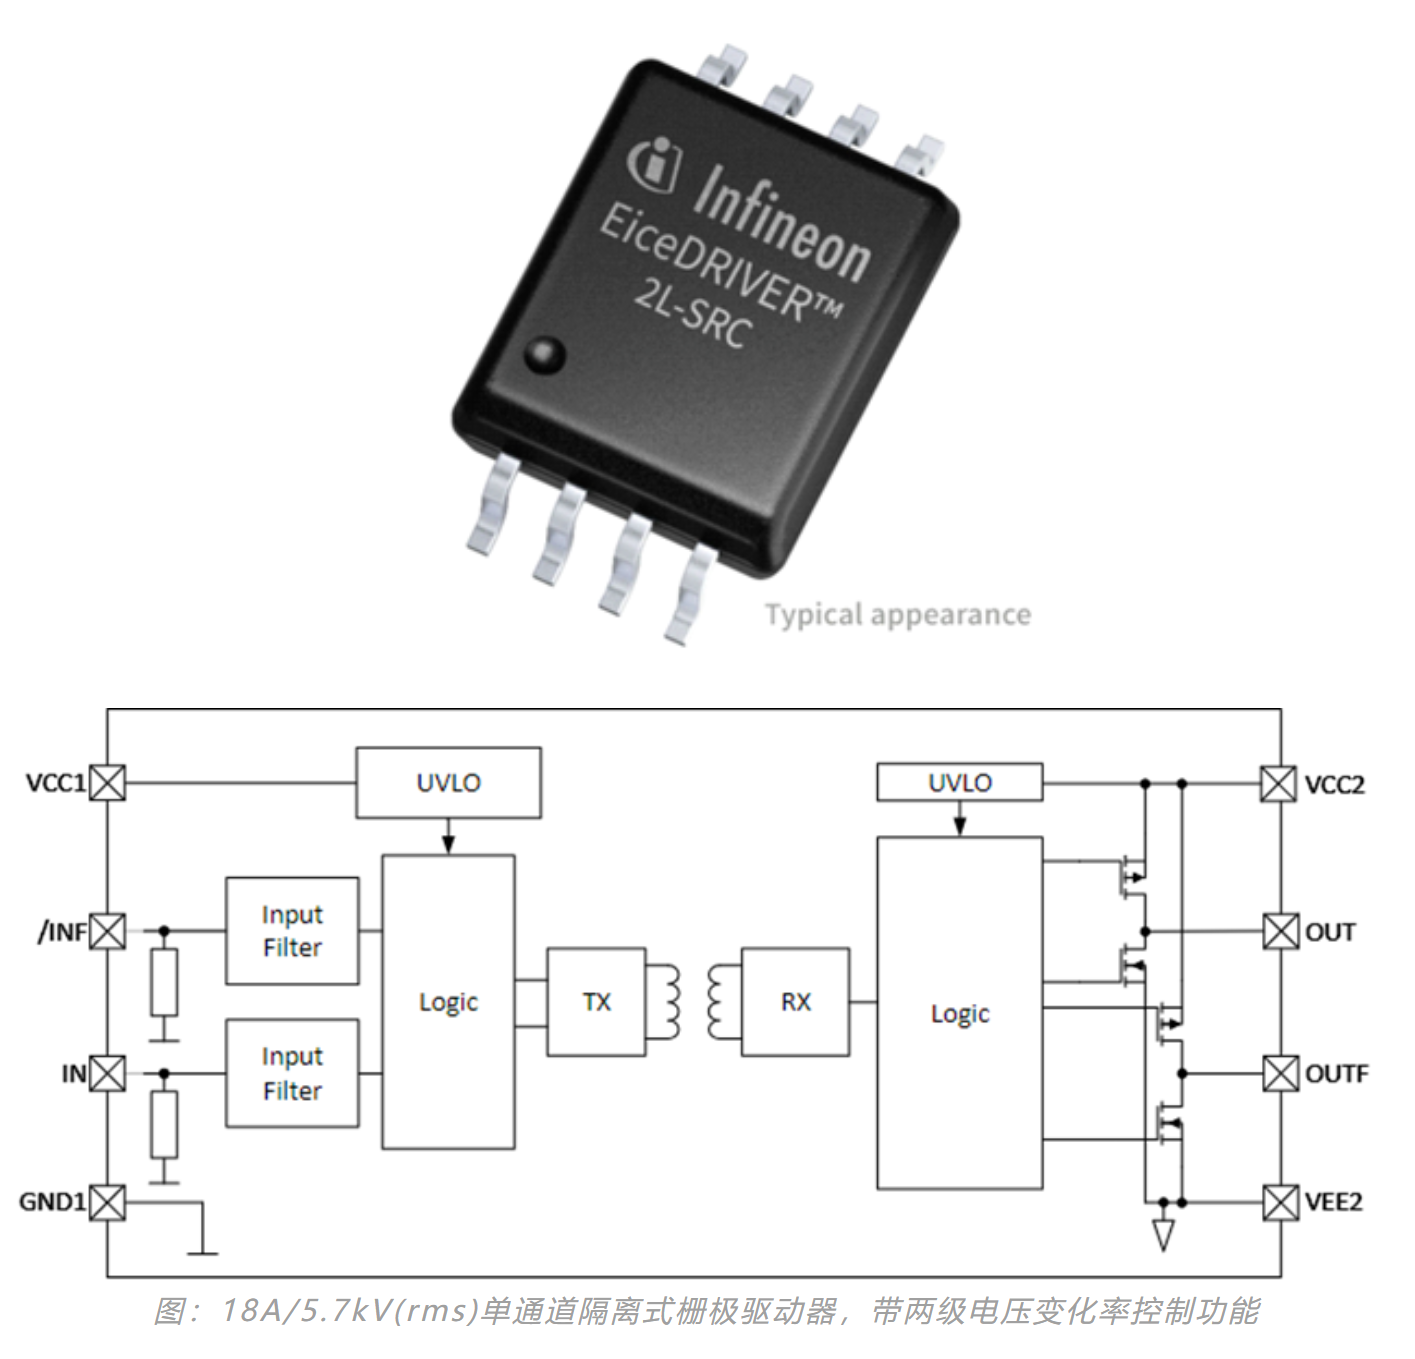 Infineon
EiceDRIVER™
2L-SRC
Typical appearance
VCC1
UVLO
UVLO
VCC2
/INF
Input
Filter
OUT
Logic
TX
RX
Logic
IN
Input
Filter
OUTF
GND1
VEE2
图：18A/5.7kV(rms)单通道隔离式栅极驱动器，带两级电压变化率控制功能